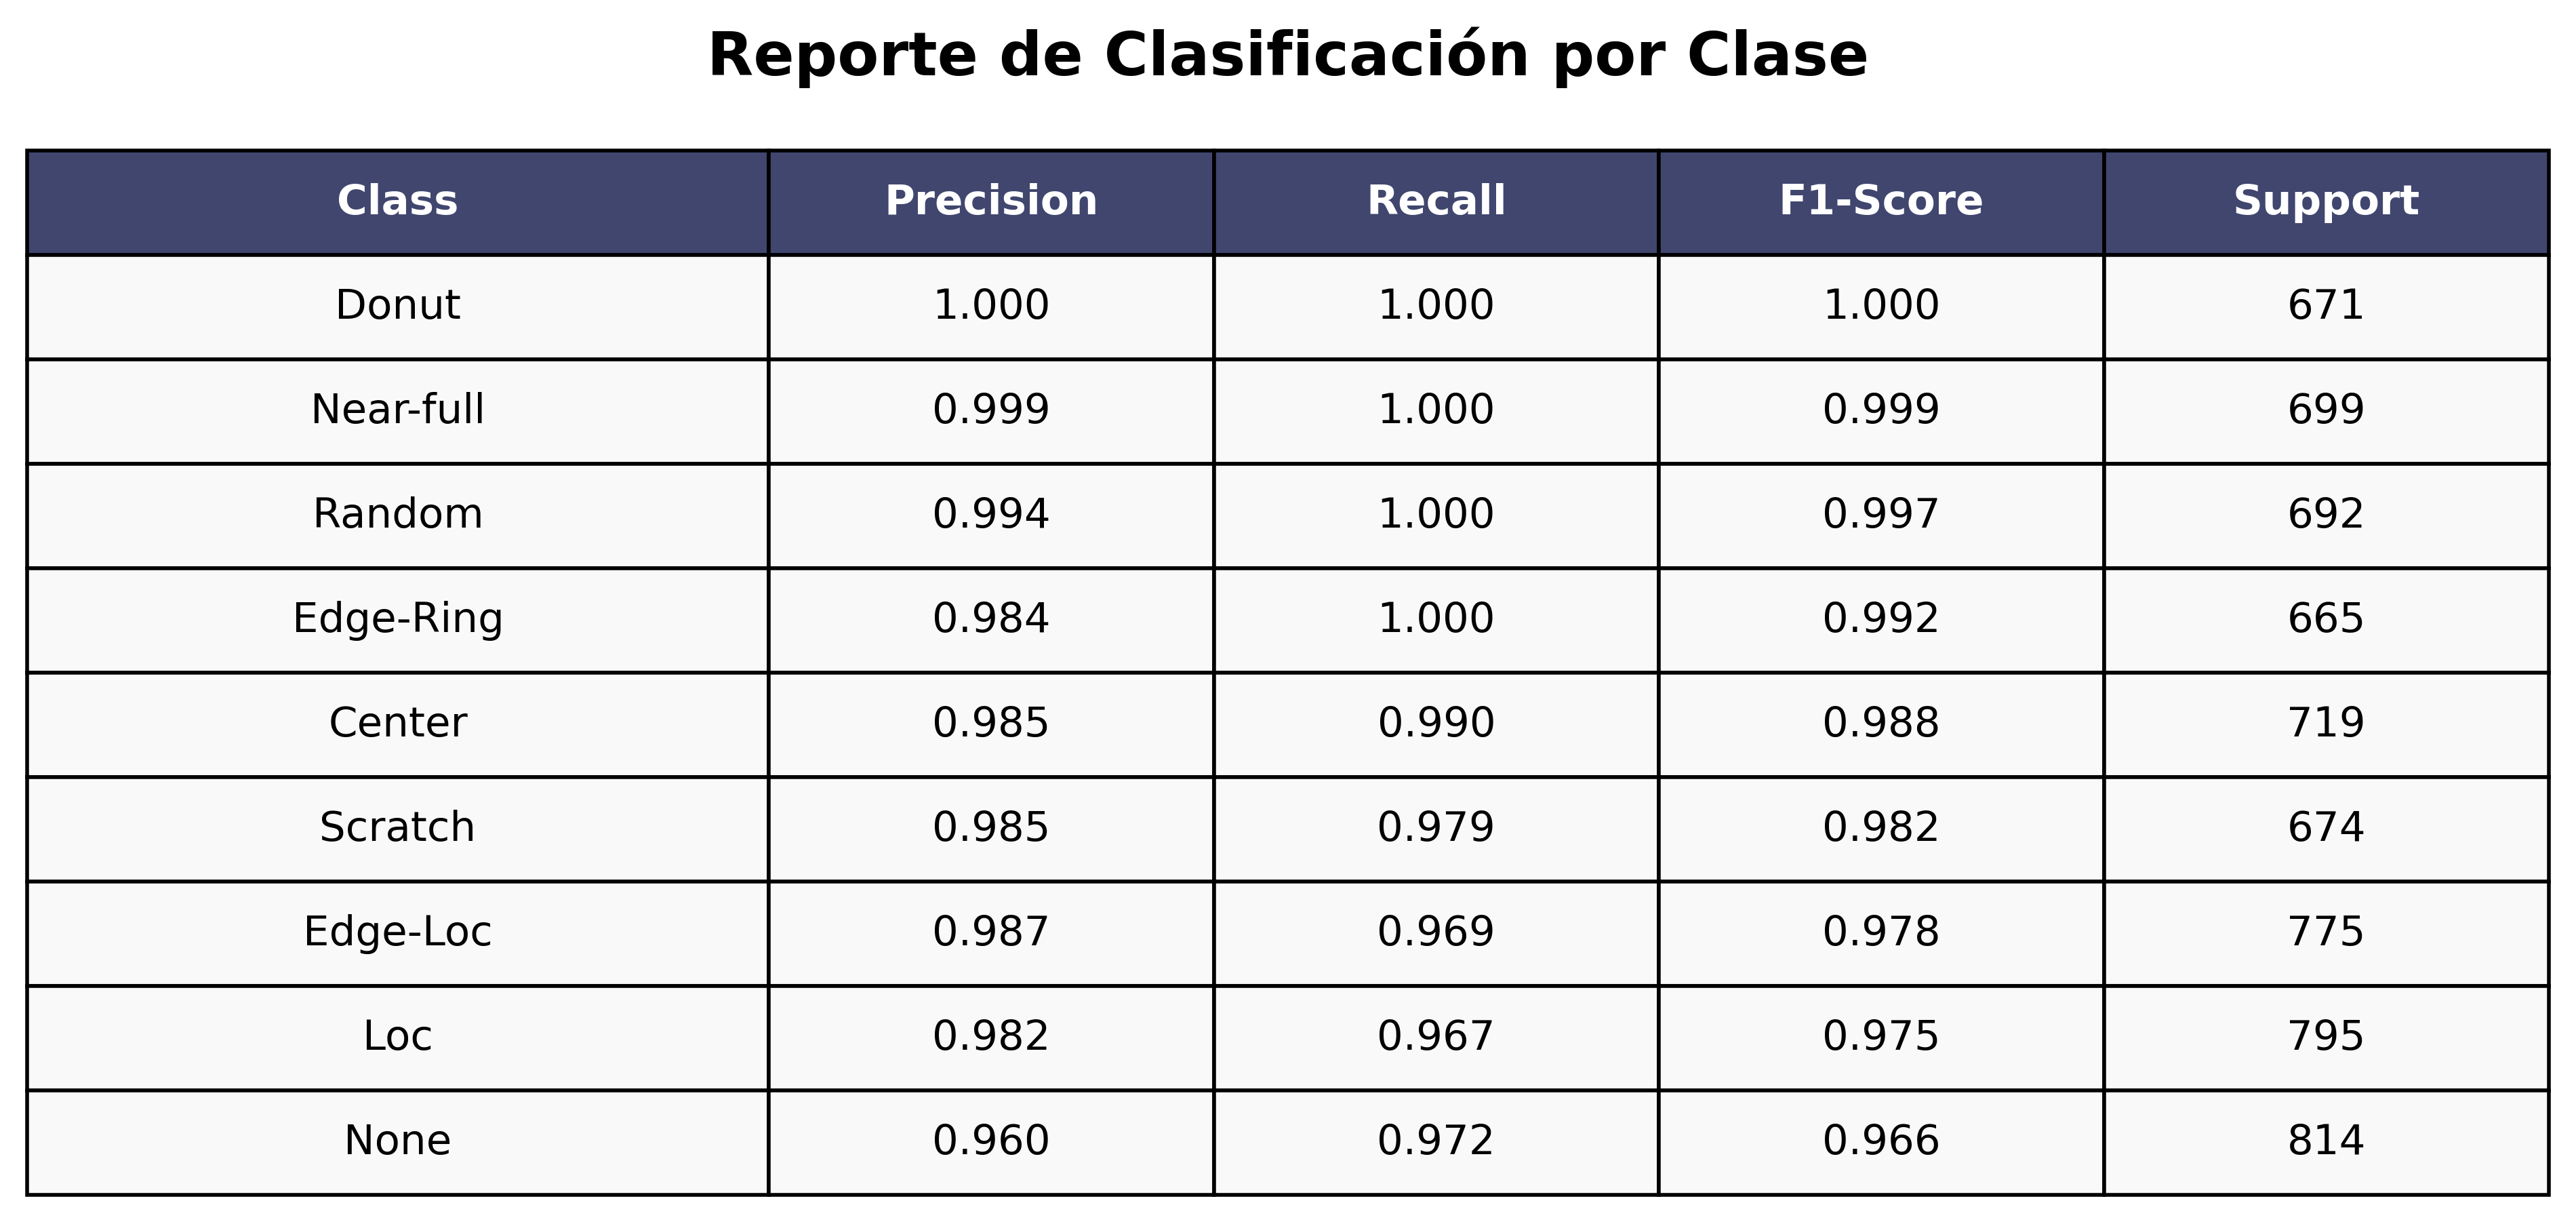 Reporte de Clasificación por Clase
Class Precision Recall F1-Score Support
Donut 1.000 1.000 1.000 671
Near-full 0.999 1.000 0.999 699
Random 0.994 1.000 0.997 692
Edge-Ring 0.984 1.000 0.992 665
Center 0.985 0.990 0.988 719
Scratch 0.985 0.979 0.982 674
Edge-Loc 0.987 0.969 0.978 775
Loc 0.982 0.967 0.975 795
None 0.960 0.972 0.966 814